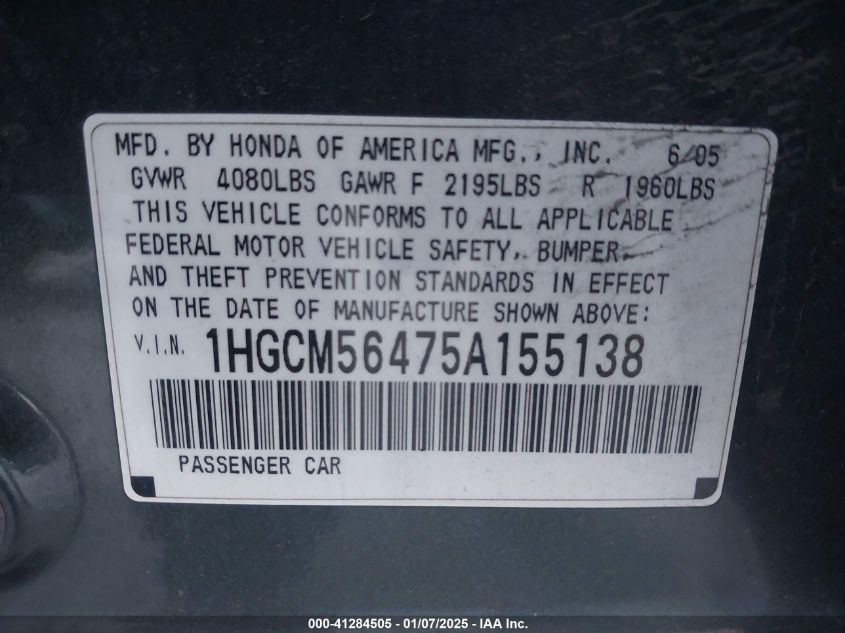 MFD. BY HONDA OF AMERICA MFG., INC. 6/05
GVWR 4080LBS GAWR F 2195LBS R 1960LBS
THIS VEHICLE CONFORMS TO ALL APPLICABLE
FEDERAL MOTOR VEHICLE SAFETY, BUMPER,
AND THEFT PREVENTION STANDARDS IN EFFECT
ON THE DATE OF MANUFACTURE SHOWN ABOVE:
V.I.N. 1HGCM56475A155138
PASSENGER CAR
000-41284505 - 01/07/2025 - IAA Inc.